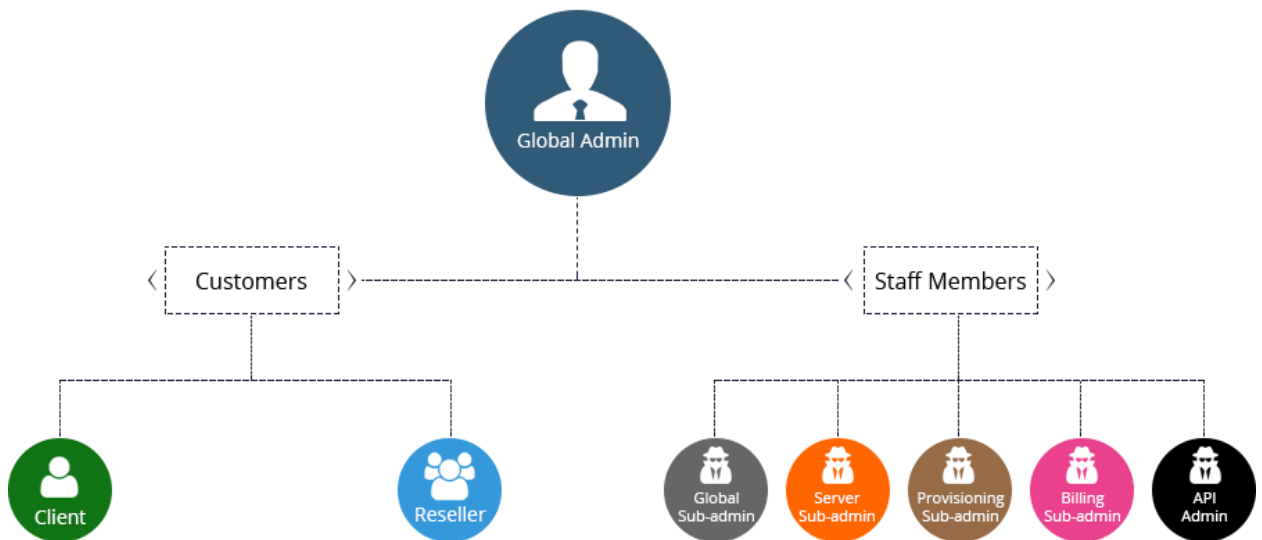 Global Admin
Customers
Staff Members
Client
Reseller
Global
Sub-admin
Server
Sub-admin
Provisioning
Sub-admin
Billing
Sub-admin
API
Admin